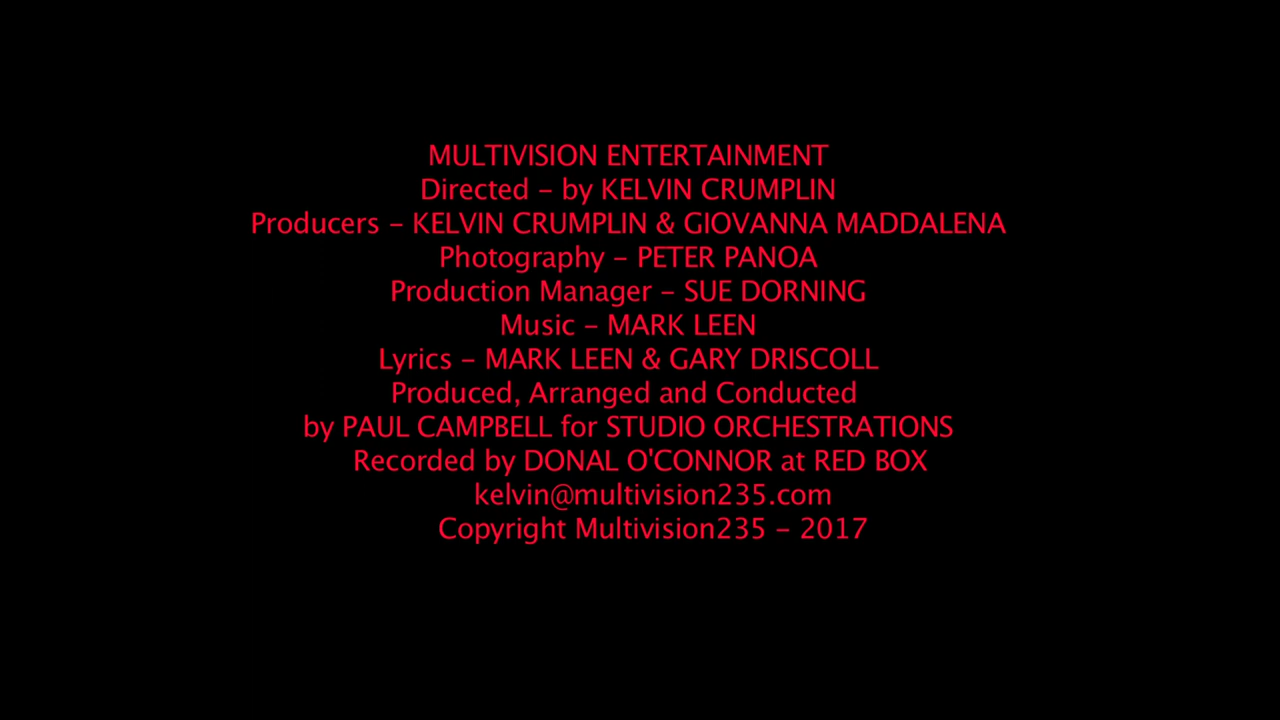 MULTIVISION ENTERTAINMENT
Directed – by KELVIN CRUMPLIN
Producers – KELVIN CRUMPLIN & GIOVANNA MADDALENA
Photography – PETER PANOA
Production Manager – SUE DORNING
Music – MARK LEEN
Lyrics – MARK LEEN & GARY DRISCOLL
Produced, Arranged and Conducted
by PAUL CAMPBELL for STUDIO ORCHESTRATIONS
Recorded by DONAL O'CONNOR at RED BOX
kelvin@multivision235.com
Copyright Multivision235 – 2017